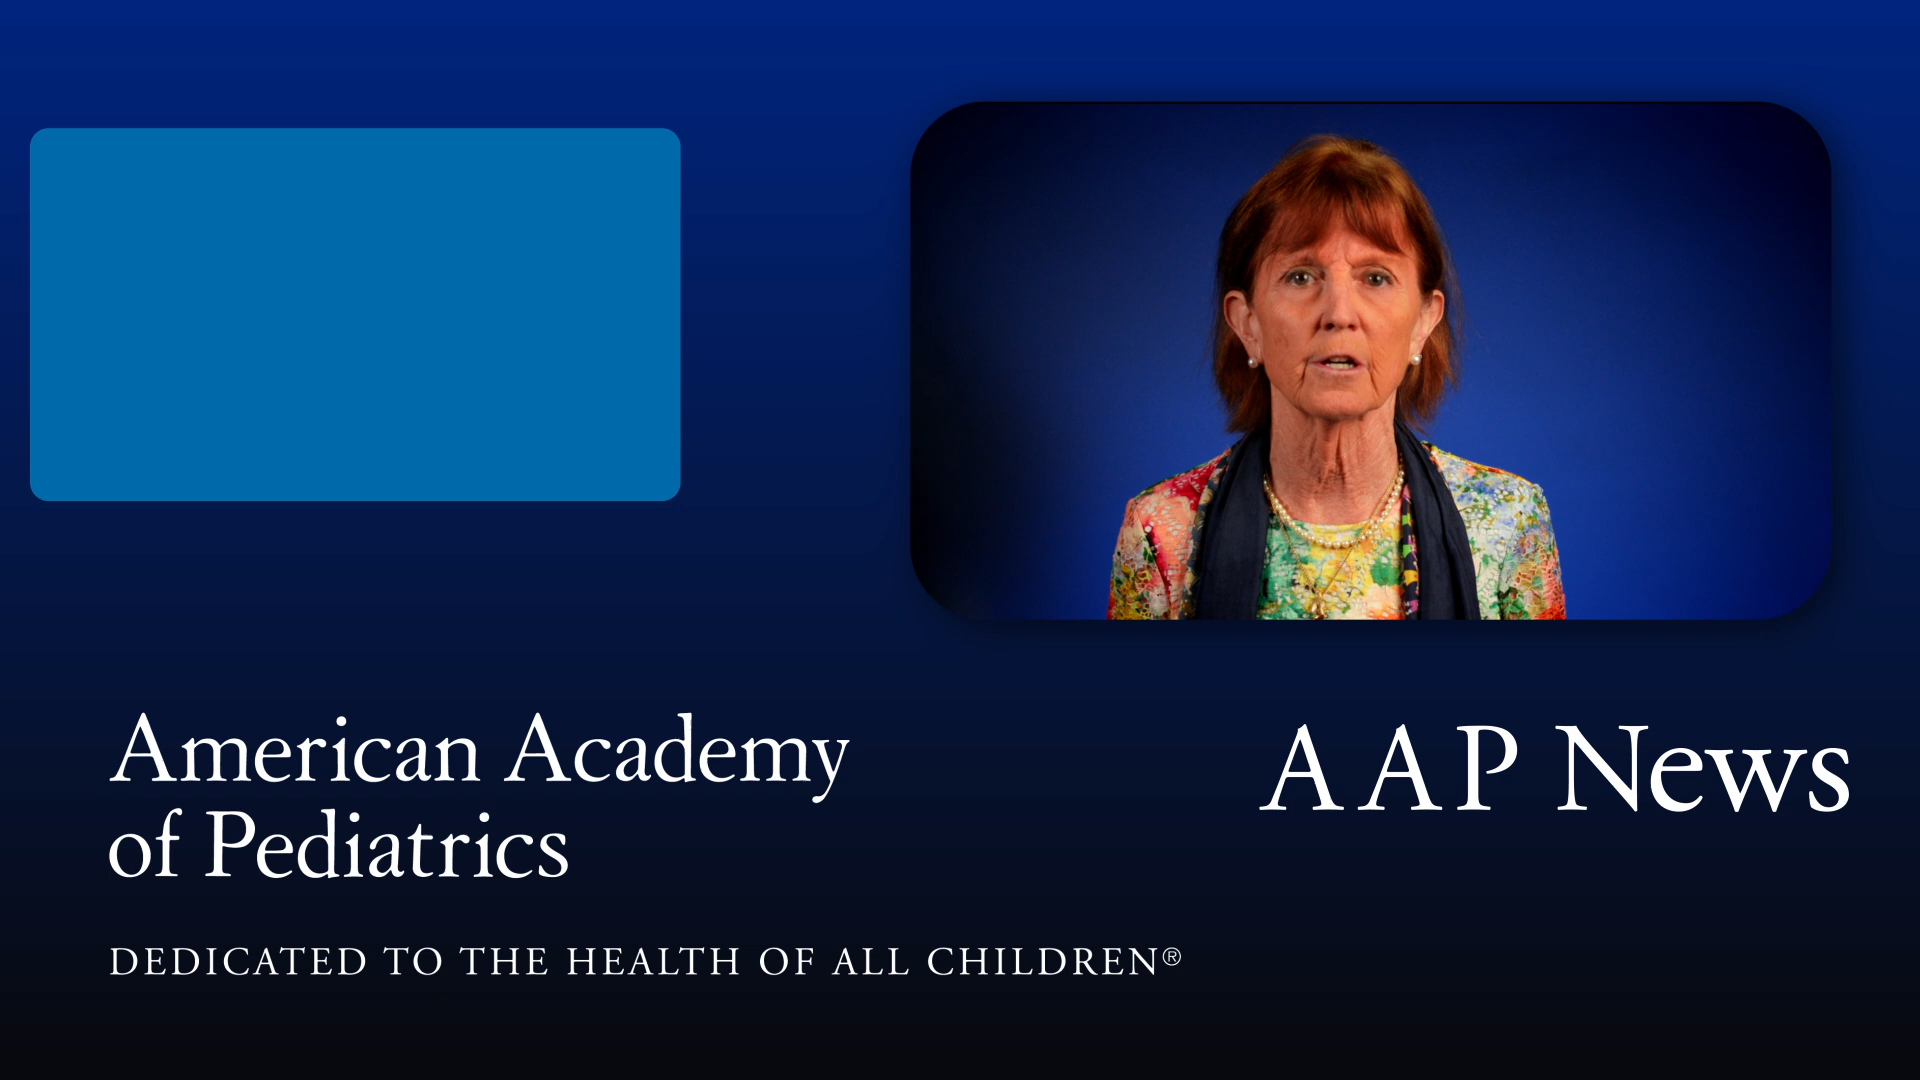 American Academy
of Pediatrics
AAP News
DEDICATED TO THE HEALTH OF ALL CHILDREN®